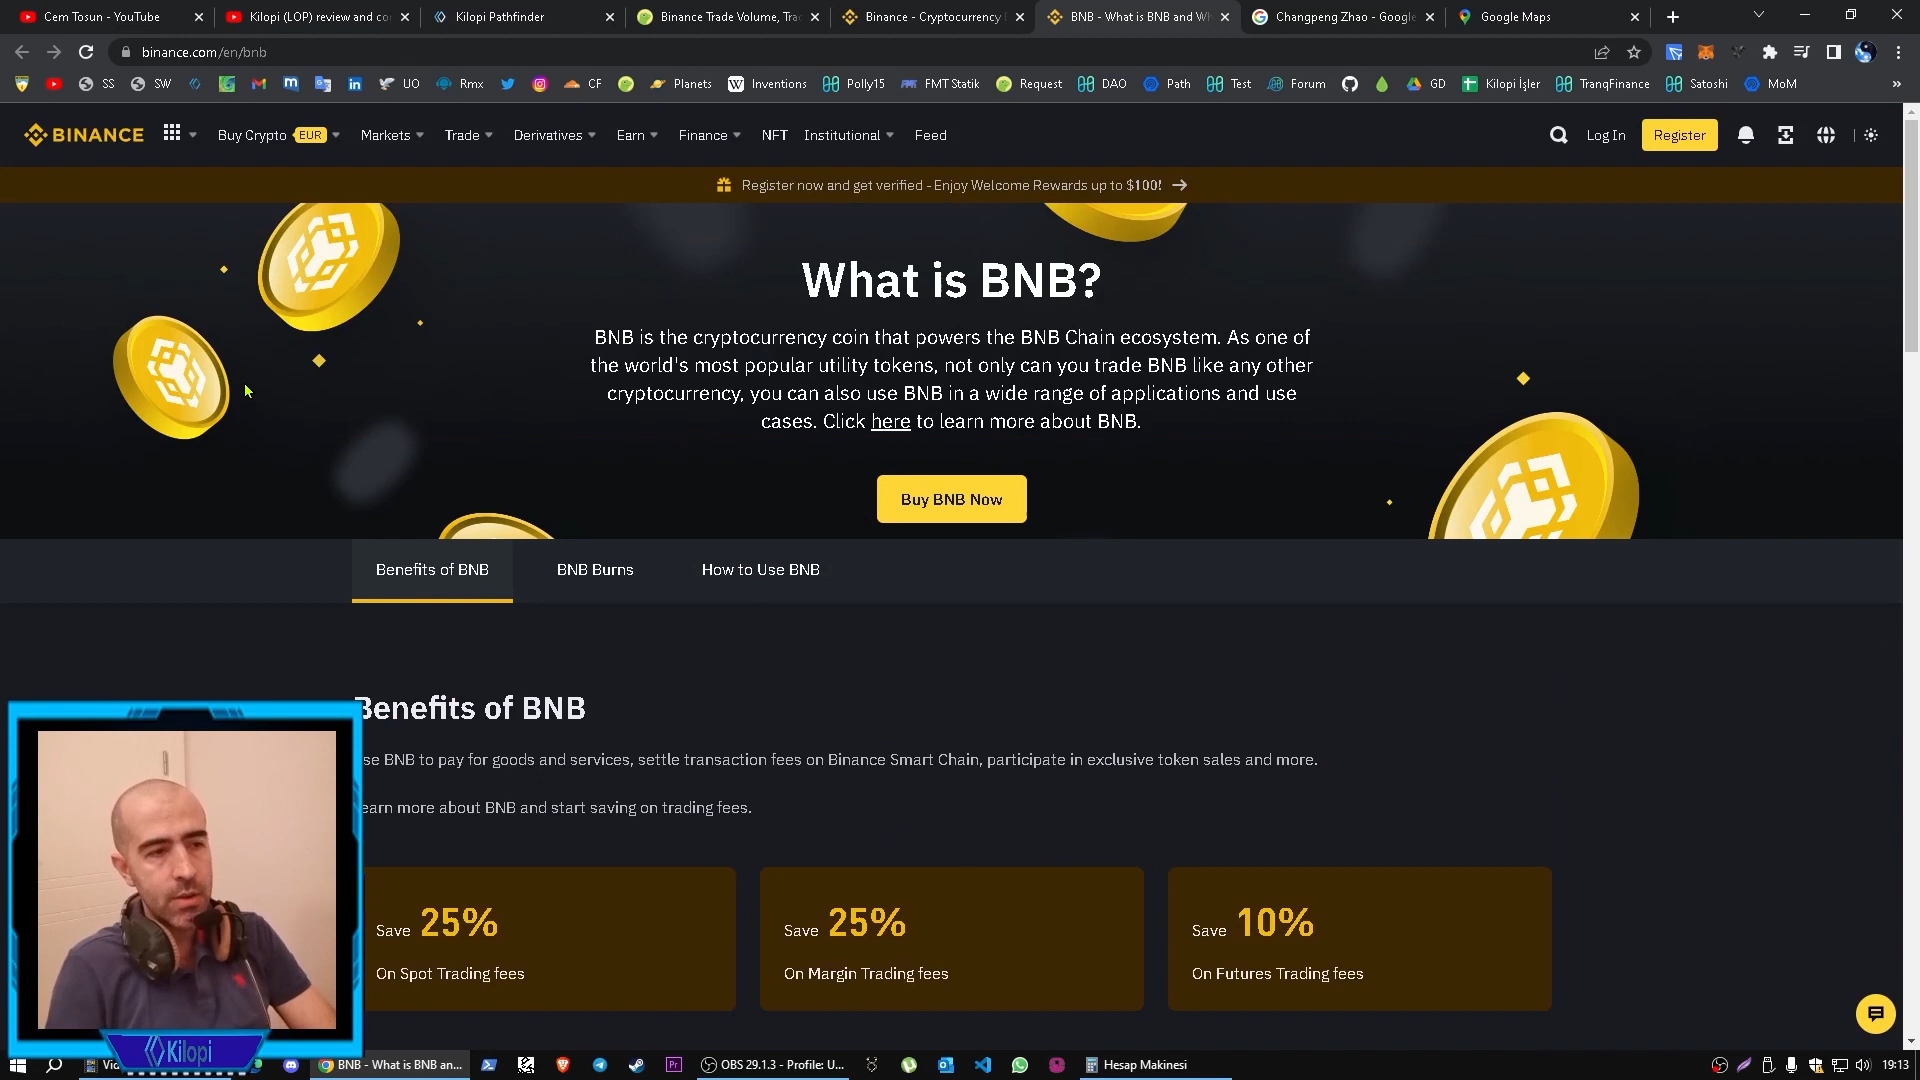 Cem Tosun - YouTube
Kilopi (LOP) review and co
Kilopi Pathfinder
Binance Trade Volume, Tra
Binance - Cryptocurrency
BNB - What is BNB and Wh
Changpeng Zhao - Google
Google Maps
binance.com/en/bnb
SS
SW
UO
Rmx
CF
Planets
Inventions
Polly15
FMT Statik
Request
DAO
Path
Test
Forum
GD
Kilopi İşler
TranqFinance
Satoshi
MoM
BINANCE
Buy Crypto EUR
Markets
Trade
Derivatives
Earn
Finance
NFT
Institutional
Feed
Log In
Register
Register now and get verified - Enjoy Welcome Rewards up to $100!
What is BNB?
BNB is the cryptocurrency coin that powers the BNB Chain ecosystem. As one of
the world's most popular utility tokens, not only can you trade BNB like any other
cryptocurrency, you can also use BNB in a wide range of applications and use
cases. Click here to learn more about BNB.
Buy BNB Now
Benefits of BNB
BNB Burns
How to Use BNB
Benefits of BNB
se BNB to pay for goods and services, settle transaction fees on Binance Smart Chain, participate in exclusive token sales and more.
earn more about BNB and start saving on trading fees.
Save 25%
On Spot Trading fees
Save 25%
On Margin Trading fees
Save 10%
On Futures Trading fees
Kilopi
Vi
BNB - What is BNB an...
Pr
OBS 29.1.3 - Profile: U...
Hesap Makinesi
19:13